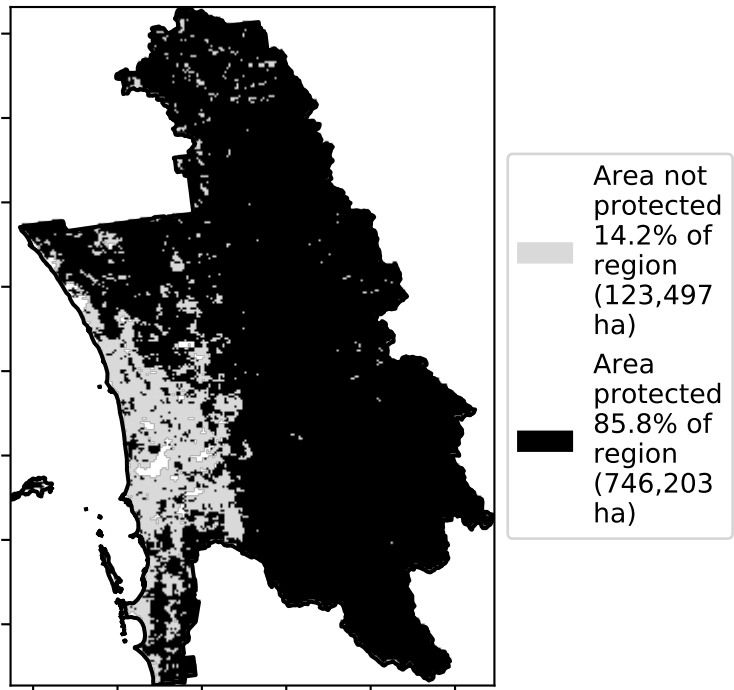 Area not
protected
14.2% of
region
(123,497
ha)
Area
protected
85.8% of
region
(746,203
ha)